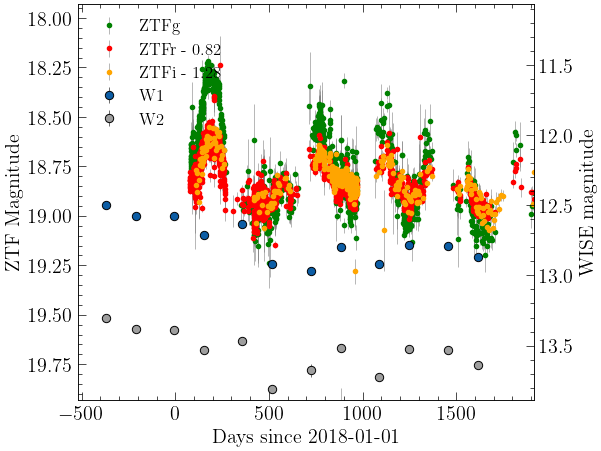 18.00
18.25
18.50
18.75
19.00
19.25
19.50
19.75
ZTF Magnitude
ZTFg
ZTFr - 0.82
ZTFi - 1.28
W1
W2
11.5
12.0
12.5
13.0
13.5
WISE magnitude
−500
0
500
1000
1500
Days since 2018-01-01